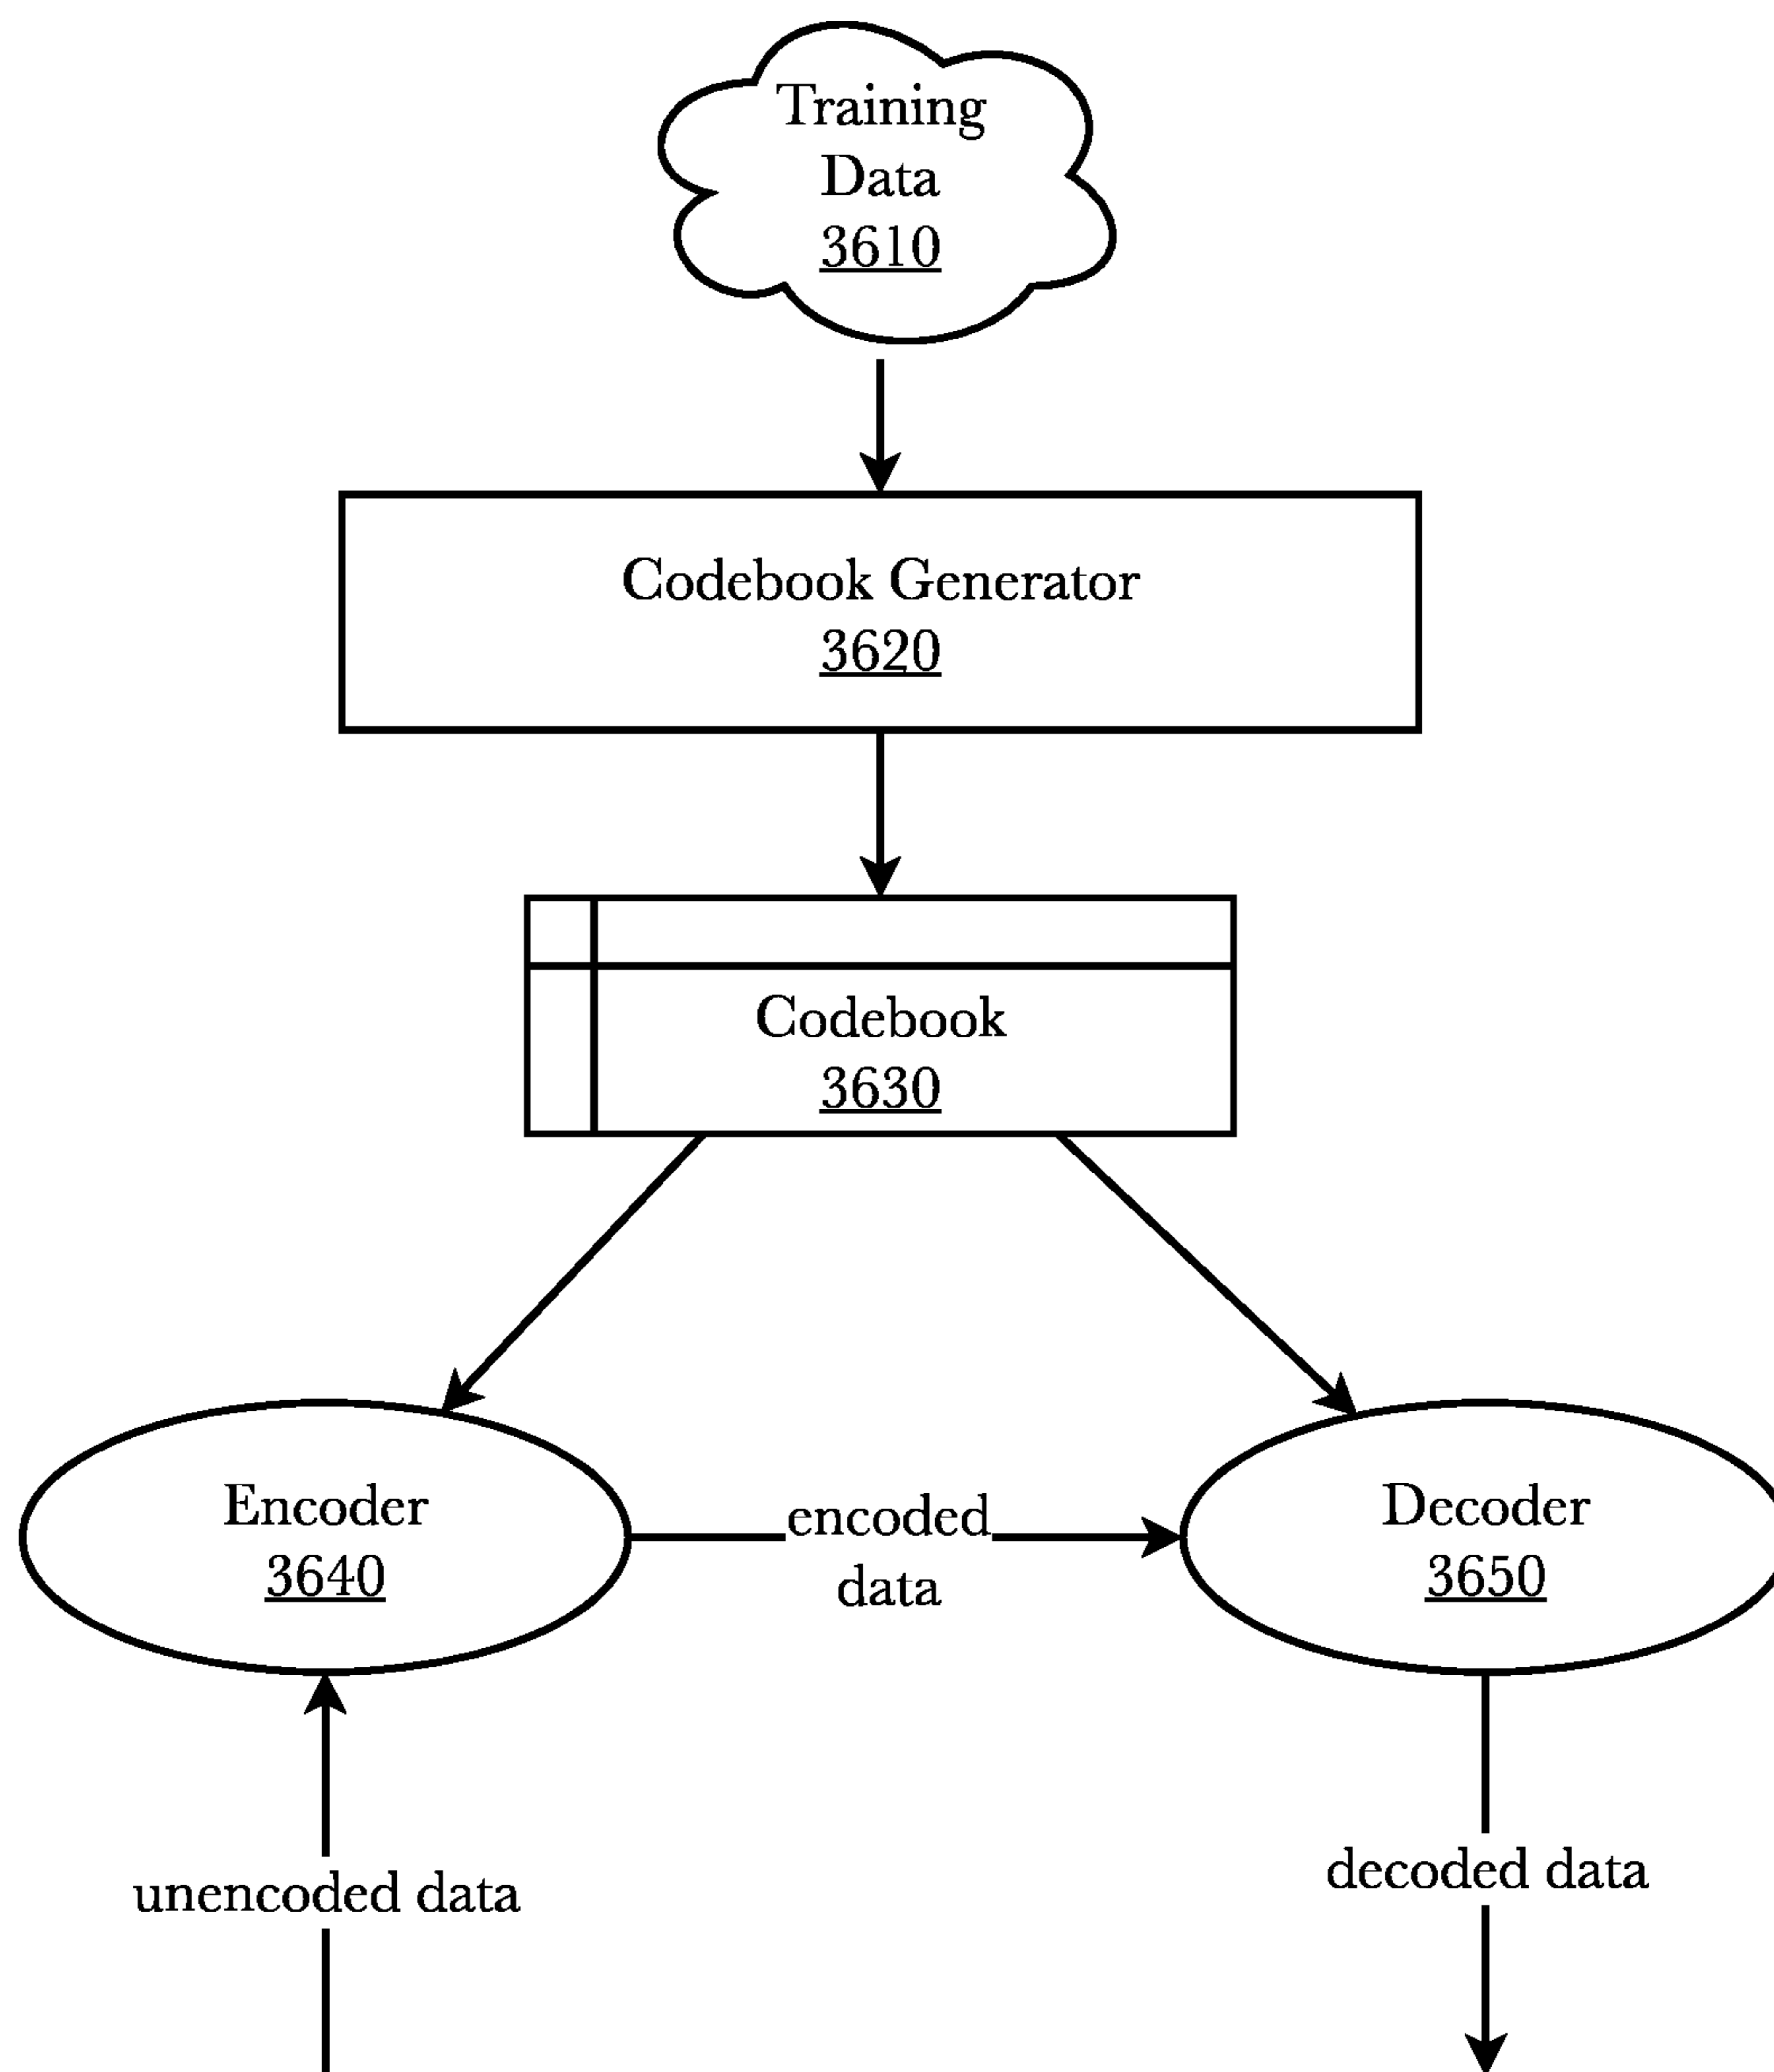 Training
Data
3610
Codebook Generator
3620
Codebook
3630
Encoder
3640
encoded
data
Decoder
3650
unencoded data
decoded data